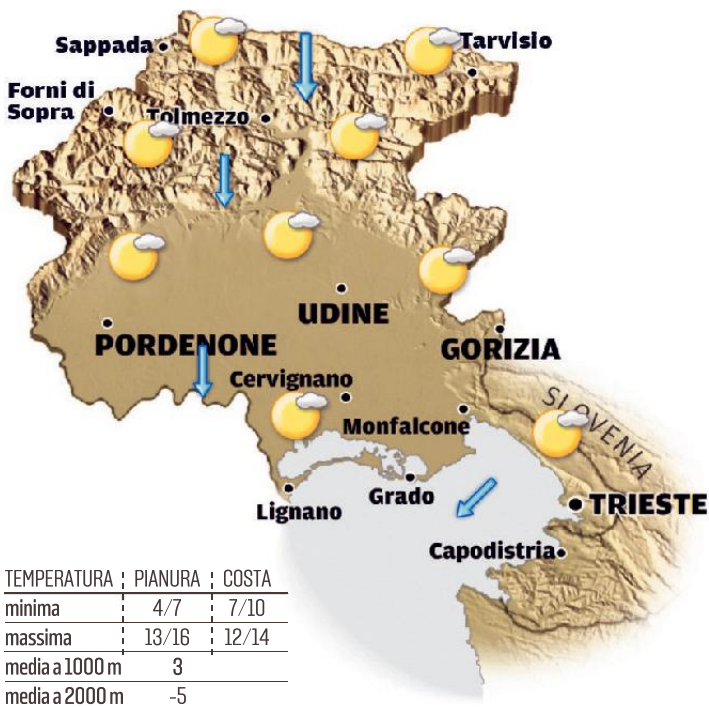 Sappada
Tarvisio
Forni di
Sopra
Tolmezzo
UDINE
PORDENONE
GORIZIA
Cervignano
SLOVENIA
Monfalcone
Grado
Lignano
TRIESTE
Capodistria
TEMPERATURA PIANURA COSTA
minima 4/7 7/10
massima 13/16 12/14
media a 1000 m 3
media a 2000 m -5